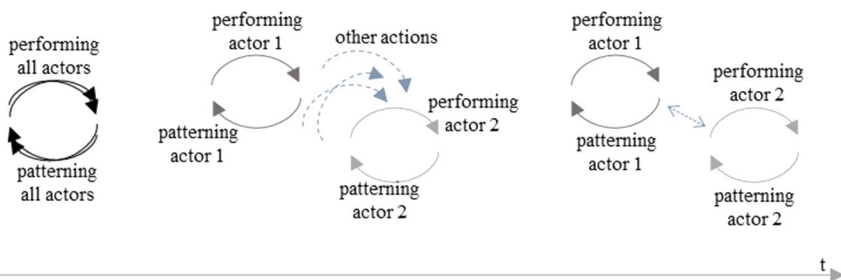 performing
all actors
patterning
all actors
performing
actor 1
patterning
actor 1
other actions
performing
actor 2
patterning
actor 2
performing
actor 1
patterning
actor 1
performing
actor 2
patterning
actor 2
t